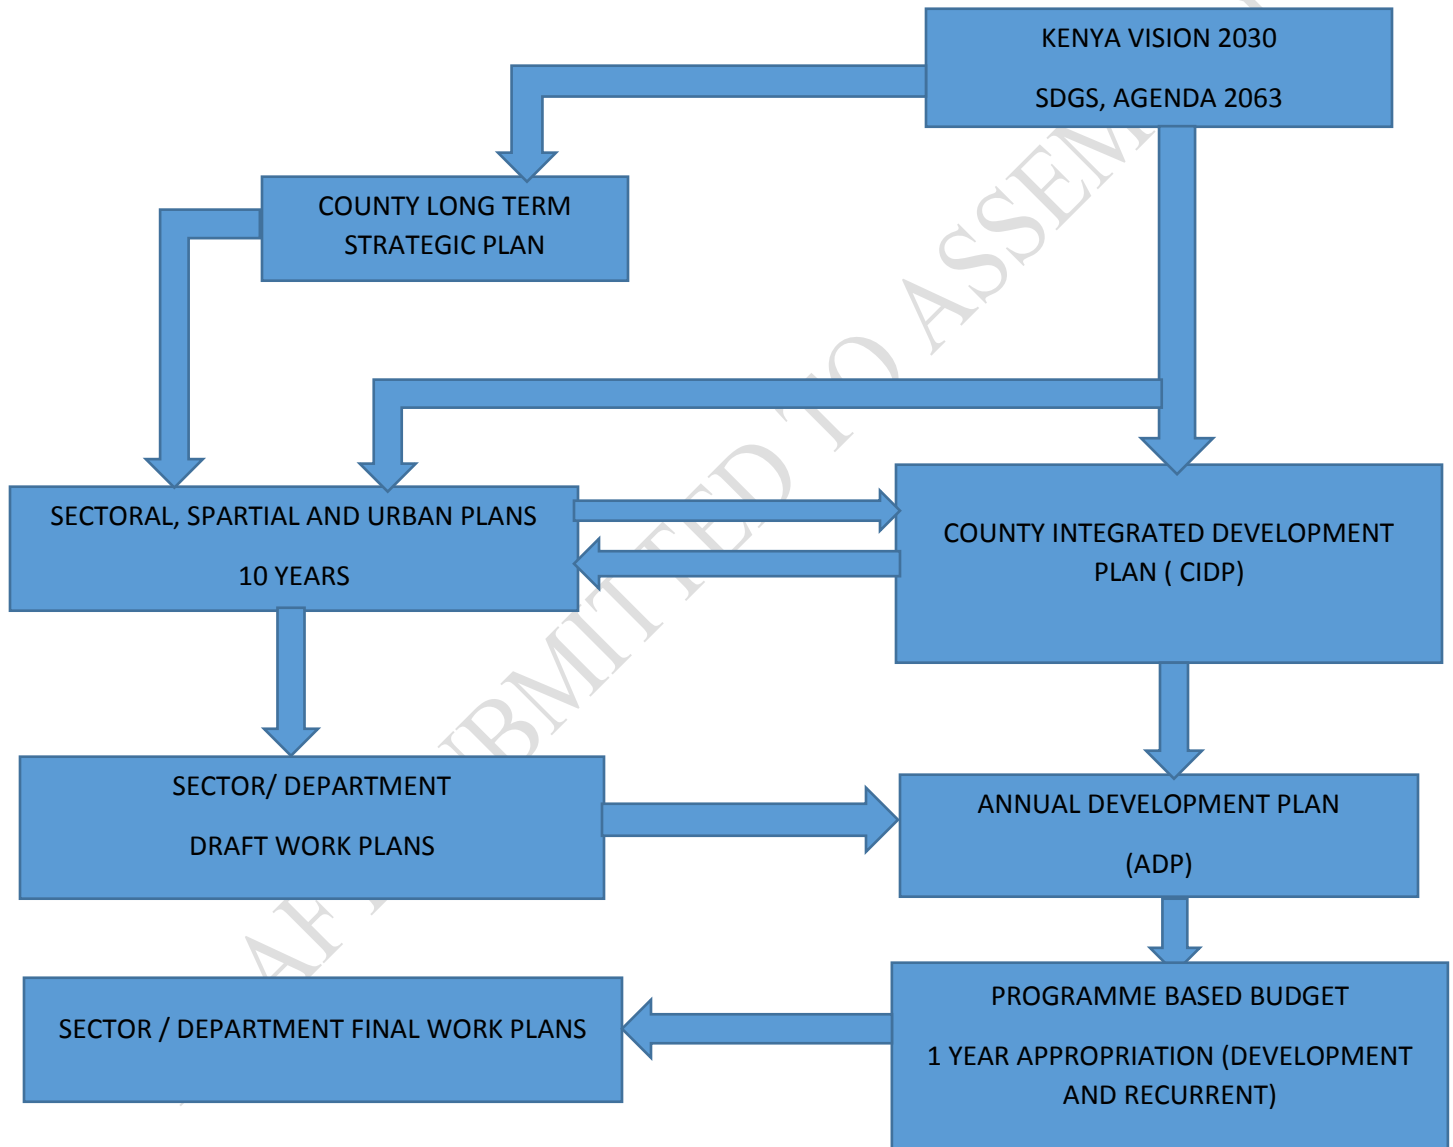 KENYA VISION 2030
SDGS, AGENDA 2063
COUNTY LONG TERM
STRATEGIC PLAN
SECTORAL, SPARTIAL AND URBAN PLANS
10 YEARS
COUNTY INTEGRATED DEVELOPMENT
PLAN ( CIDP)
SECTOR/ DEPARTMENT
DRAFT WORK PLANS
ANNUAL DEVELOPMENT PLAN
(ADP)
SECTOR / DEPARTMENT FINAL WORK PLANS
PROGRAMME BASED BUDGET
1 YEAR APPROPRIATION (DEVELOPMENT
AND RECURRENT)